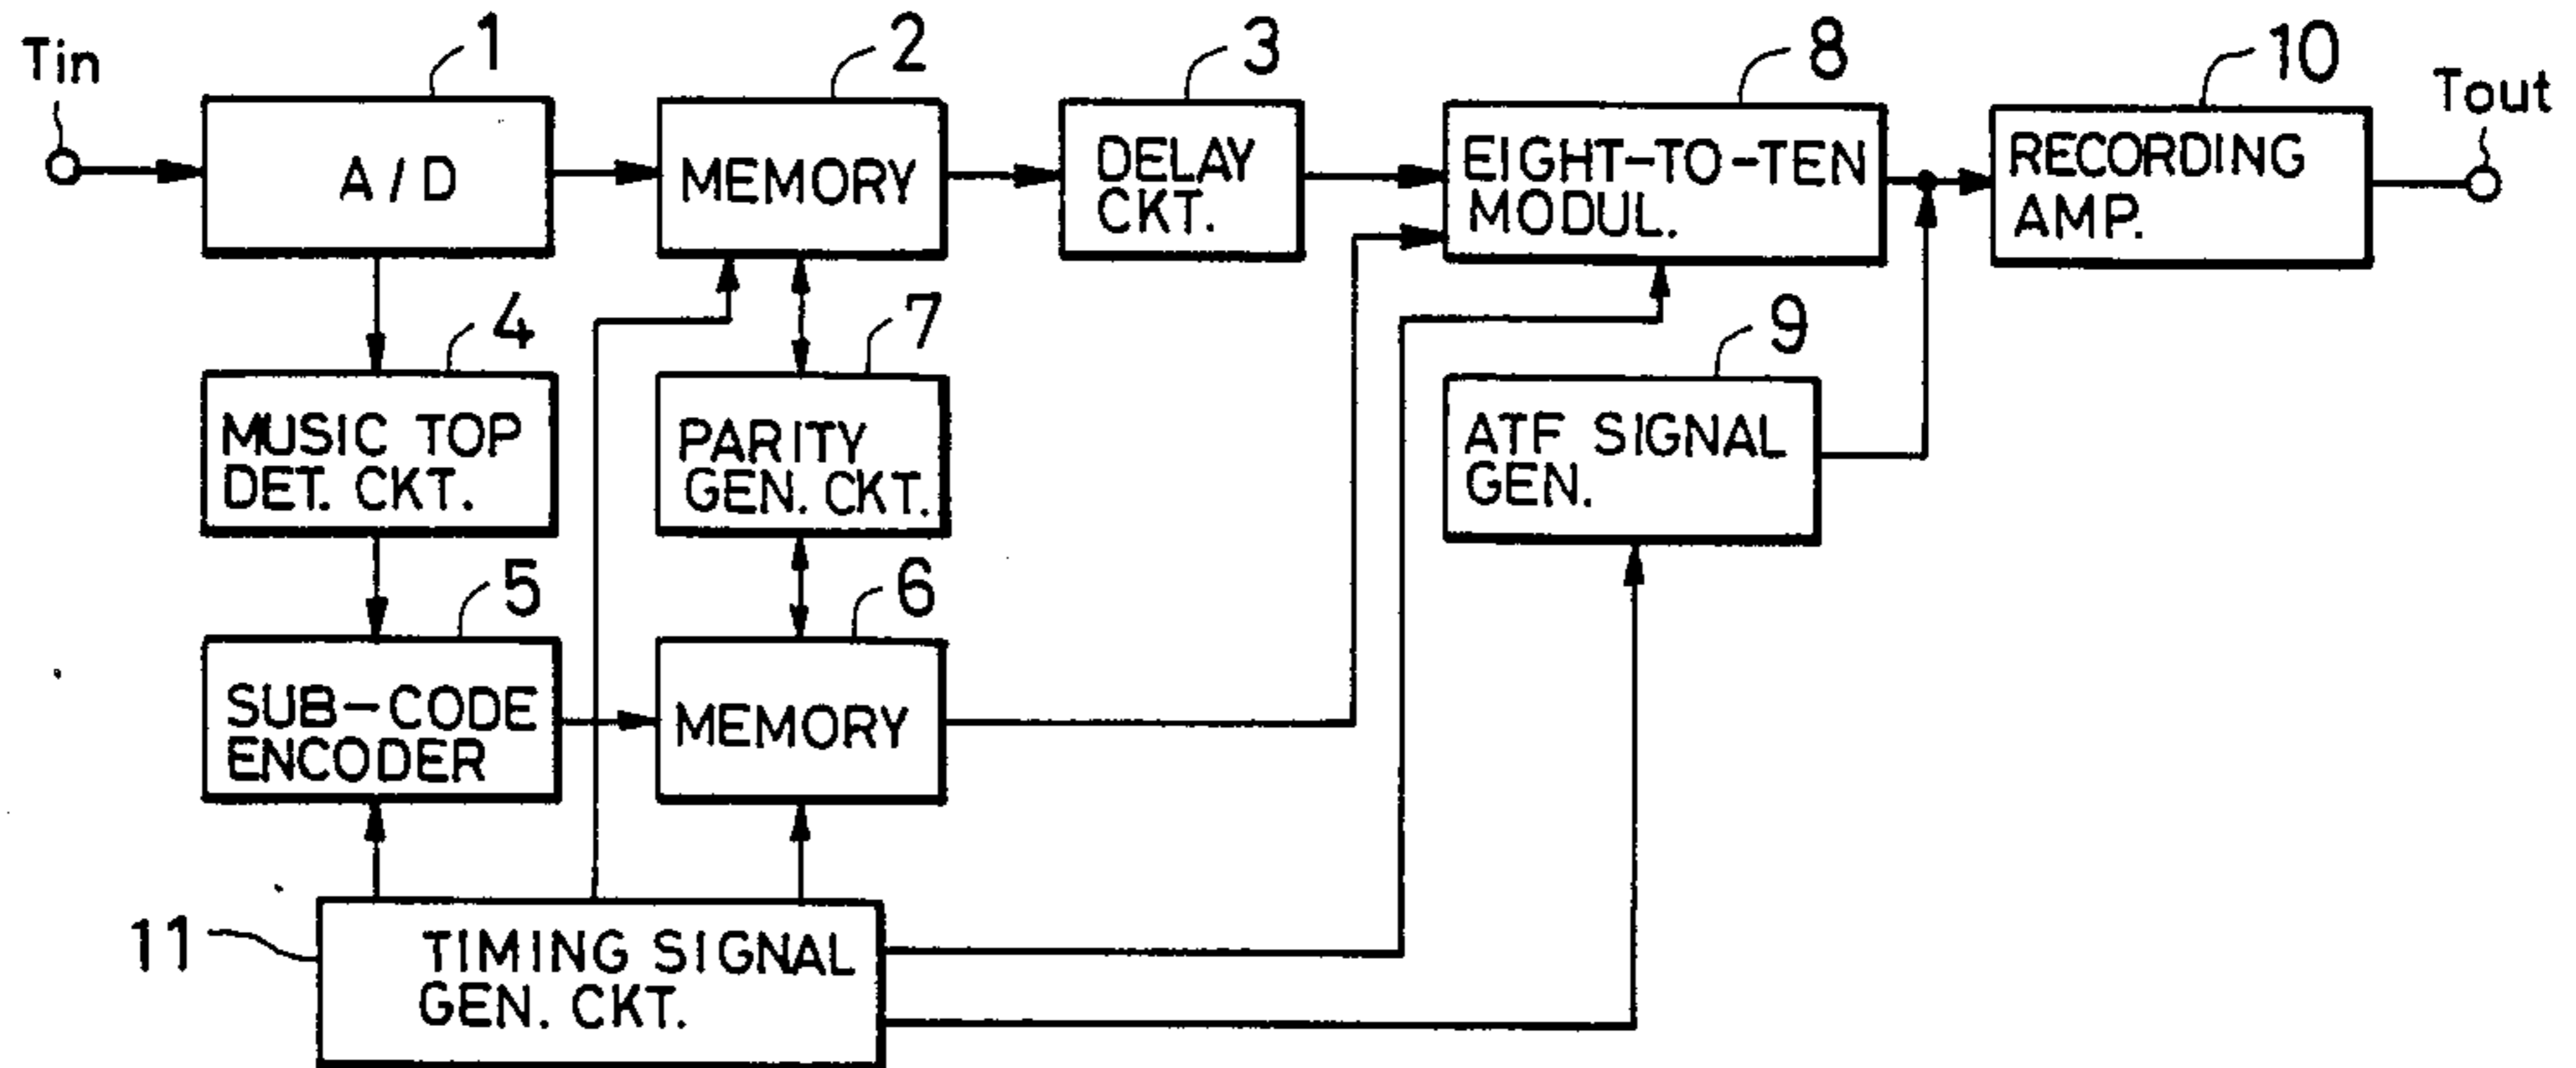 Tin
1
A/D
2
MEMORY
3
DELAY
CKT.
8
EIGHT-TO-TEN
MODUL.
10
RECORDING
AMP.
Tout
4
MUSIC TOP
DET. CKT.
7
PARITY
GEN. CKT.
9
ATF SIGNAL
GEN.
5
SUB-CODE
ENCODER
6
MEMORY
11
TIMING SIGNAL
GEN. CKT.